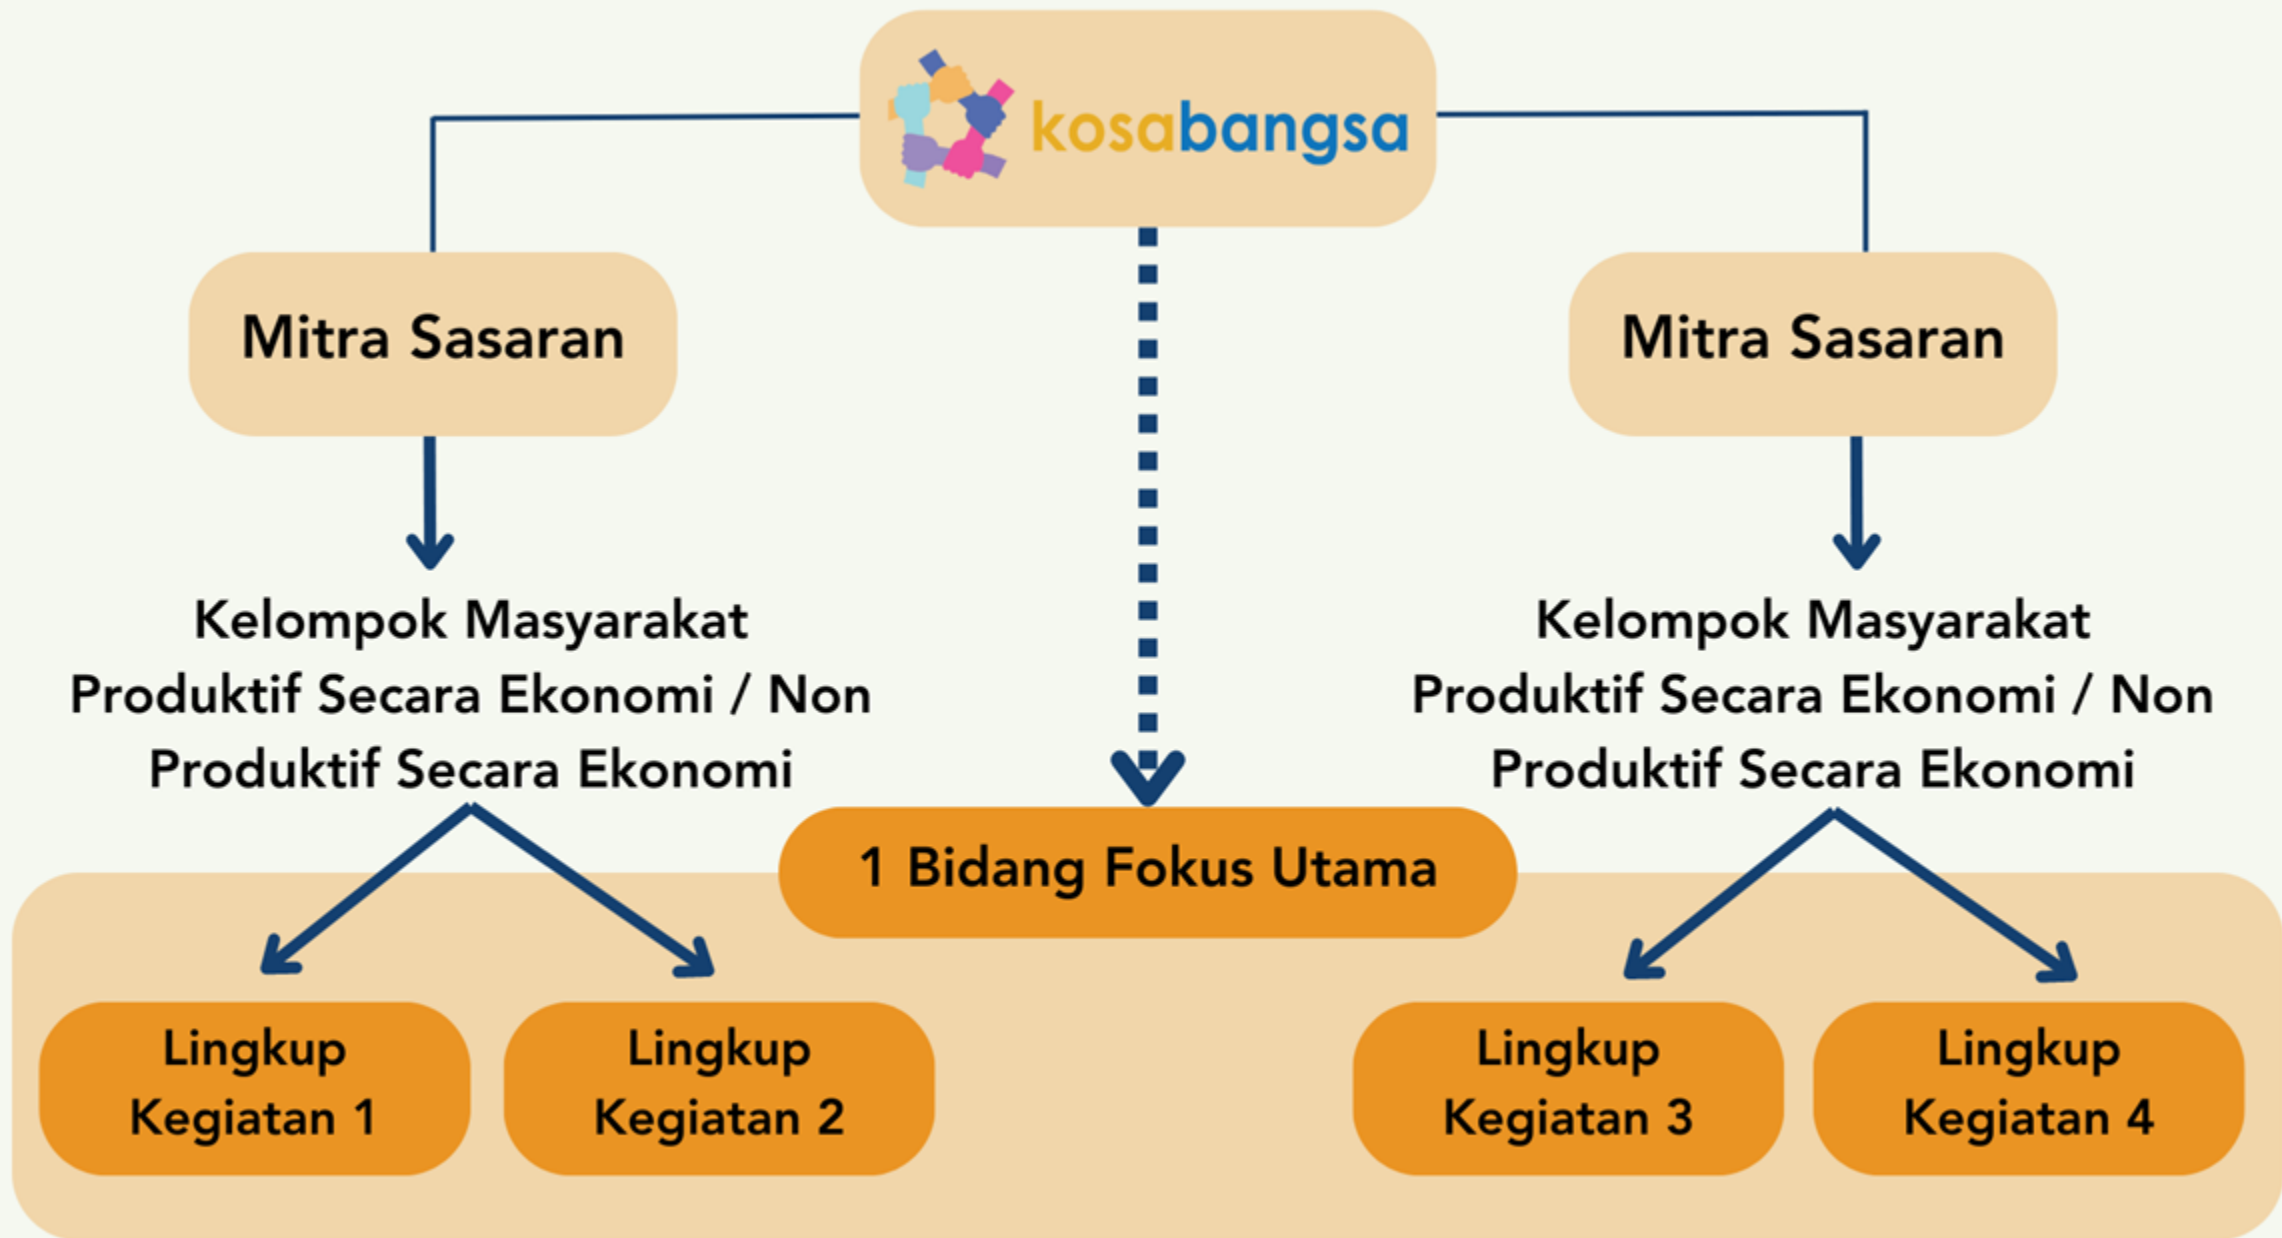 kosabangsa
Mitra Sasaran
Mitra Sasaran
Kelompok Masyarakat
Produktif Secara Ekonomi / Non
Produktif Secara Ekonomi
Kelompok Masyarakat
Produktif Secara Ekonomi / Non
Produktif Secara Ekonomi
1 Bidang Fokus Utama
Lingkup
Kegiatan 1
Lingkup
Kegiatan 2
Lingkup
Kegiatan 3
Lingkup
Kegiatan 4